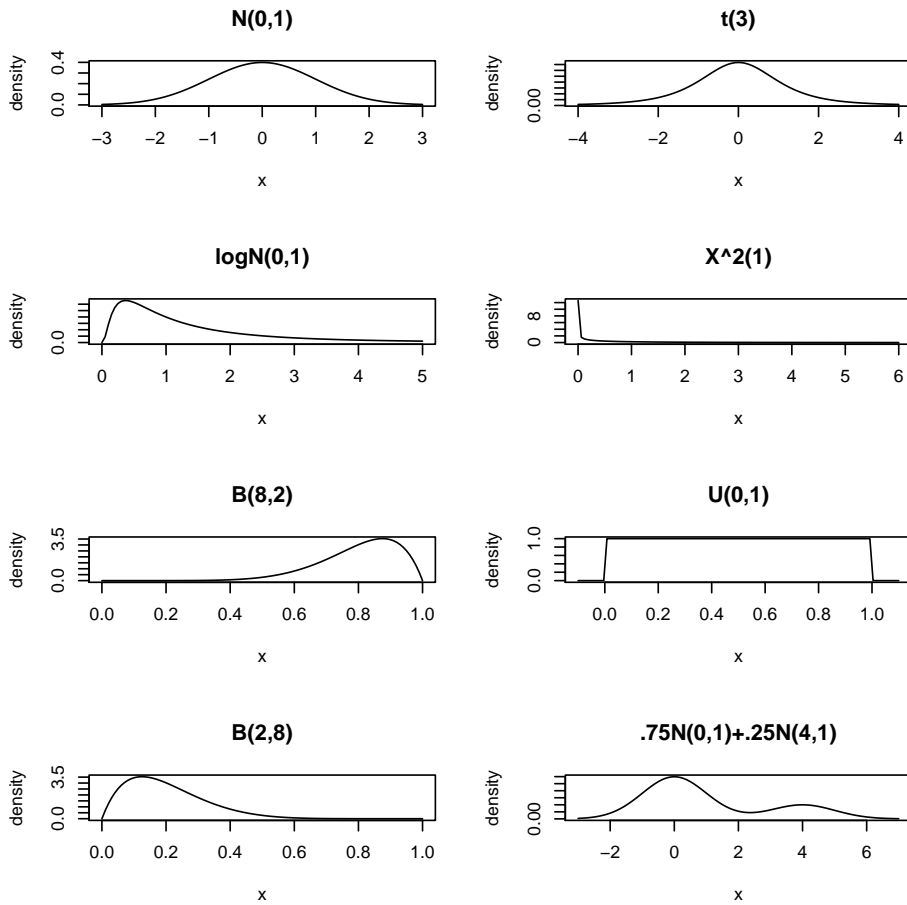 N(0,1)
density
0.0 0.4
−3 −2 −1 0 1 2 3
x
t(3)
density
0.00
−4 −2 0 2 4
x
logN(0,1)
density
0.0
0 1 2 3 4 5
x
X^2(1)
density
0 8
0 1 2 3 4 5 6
x
B(8,2)
density
0.0 3.5
0.0 0.2 0.4 0.6 0.8 1.0
x
U(0,1)
density
0.0 1.0
0.0 0.2 0.4 0.6 0.8 1.0
x
B(2,8)
density
0.0 3.5
0.0 0.2 0.4 0.6 0.8 1.0
x
.75N(0,1)+.25N(4,1)
density
0.00
−2 0 2 4 6
x